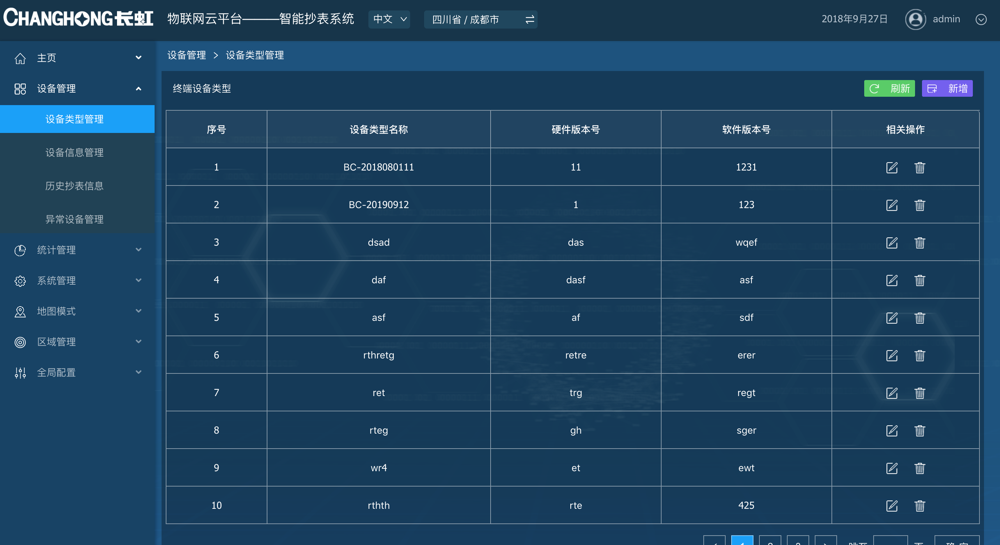 CHANGHONG长虹 物联网云平台———智能抄表系统 中文 四川省 / 成都市 2018年9月27日 admin
主页
设备管理
设备类型管理
设备信息管理
历史抄表信息
异常设备管理
统计管理
系统管理
地图模式
区域管理
全局配置
设备管理 > 设备类型管理
终端设备类型 刷新 新增
序号 设备类型名称 硬件版本号 软件版本号 相关操作
1 BC-2018080111 11 1231
2 BC-20190912 1 123
3 dsad das wqef
4 daf dasf asf
5 asf af sdf
6 rthretg retre erer
7 ret trg regt
8 rteg gh sger
9 wr4 et ewt
10 rthth rte 425